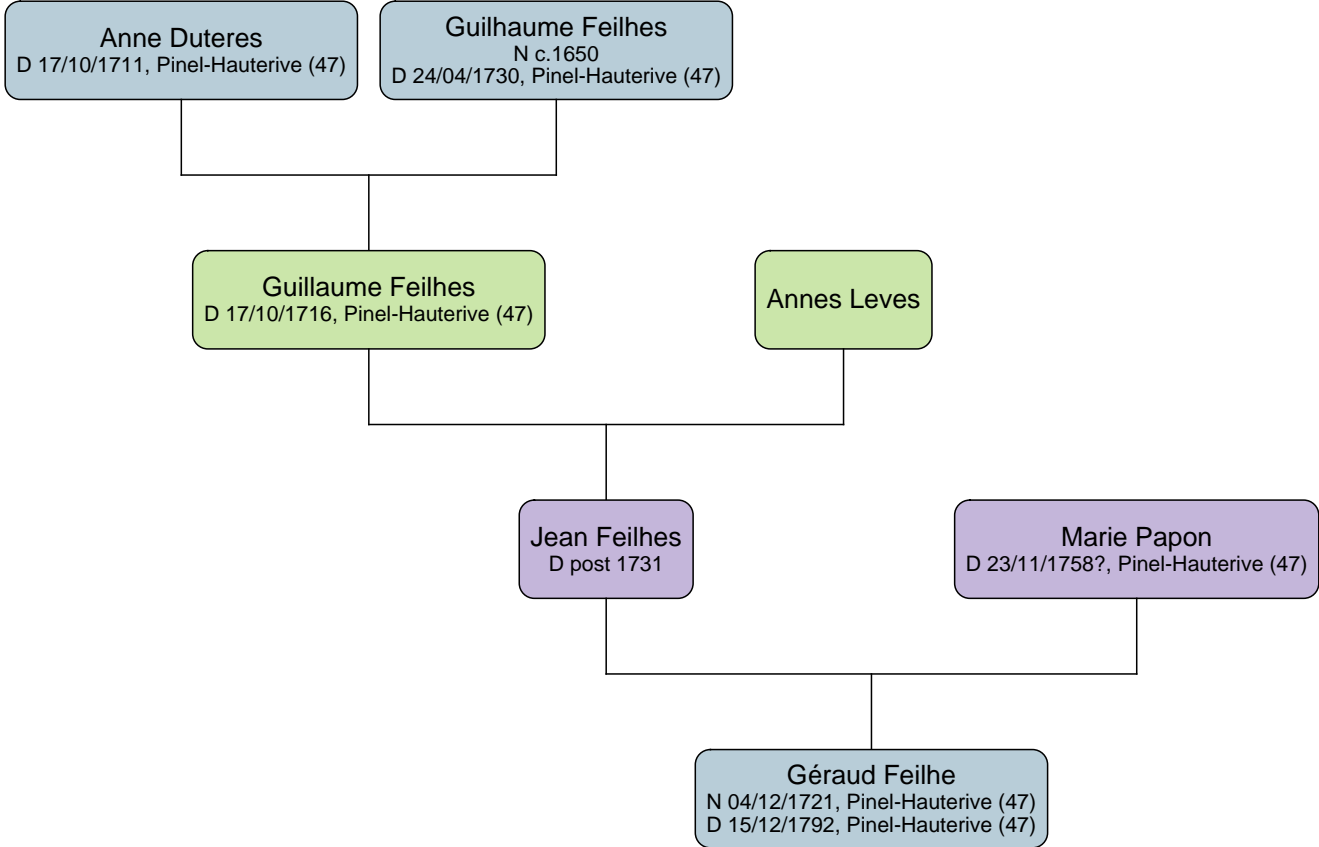 Anne Duteres
D 17/10/1711, Pinel-Hauterive (47)
Guilhaume Feilhes
N c.1650
D 24/04/1730, Pinel-Hauterive (47)
Guillaume Feilhes
D 17/10/1716, Pinel-Hauterive (47)
Annes Leves
Jean Feilhes
D post 1731
Marie Papon
D 23/11/1758?, Pinel-Hauterive (47)
Géraud Feilhe
N 04/12/1721, Pinel-Hauterive (47)
D 15/12/1792, Pinel-Hauterive (47)